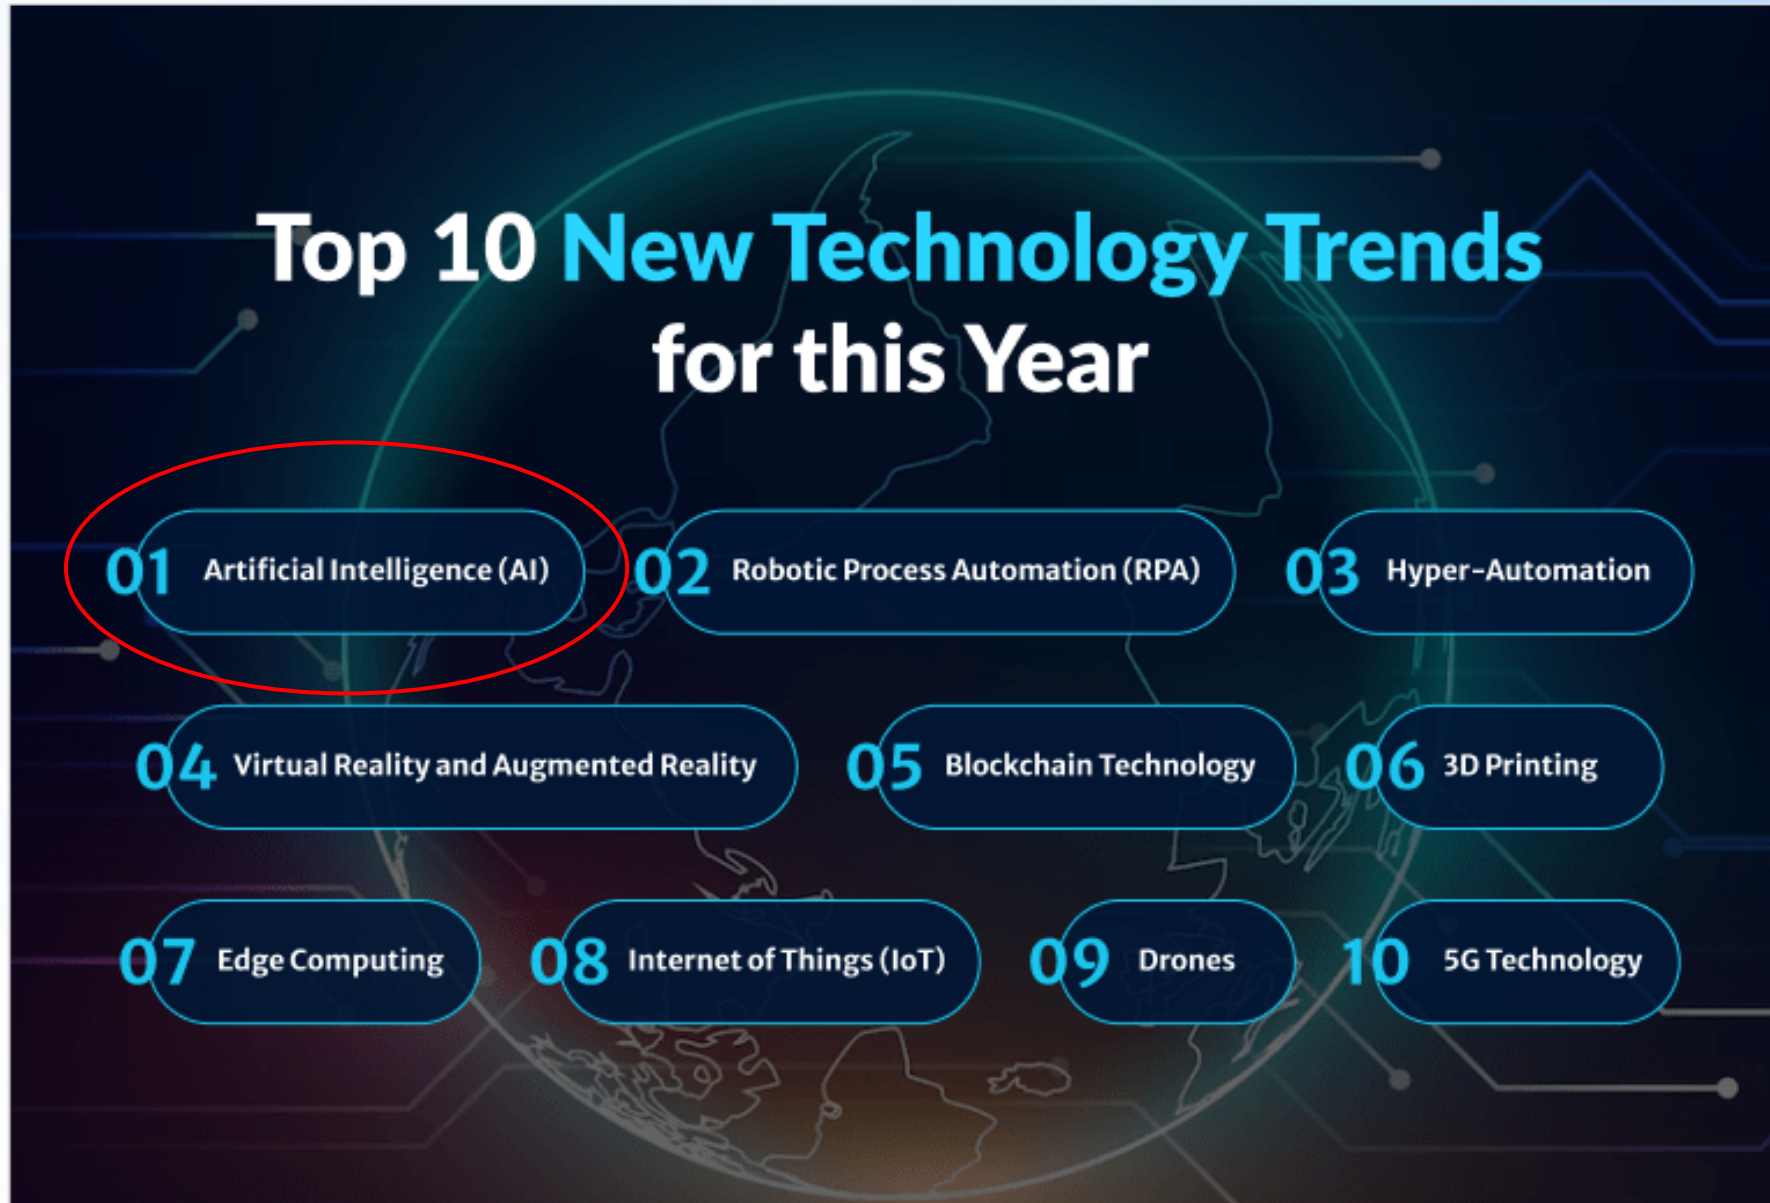 Top 10 New Technology Trends
for this Year
01 Artificial Intelligence (AI)
02 Robotic Process Automation (RPA)
03 Hyper-Automation
04 Virtual Reality and Augmented Reality
05 Blockchain Technology
06 3D Printing
07 Edge Computing
08 Internet of Things (IoT)
09 Drones
10 5G Technology